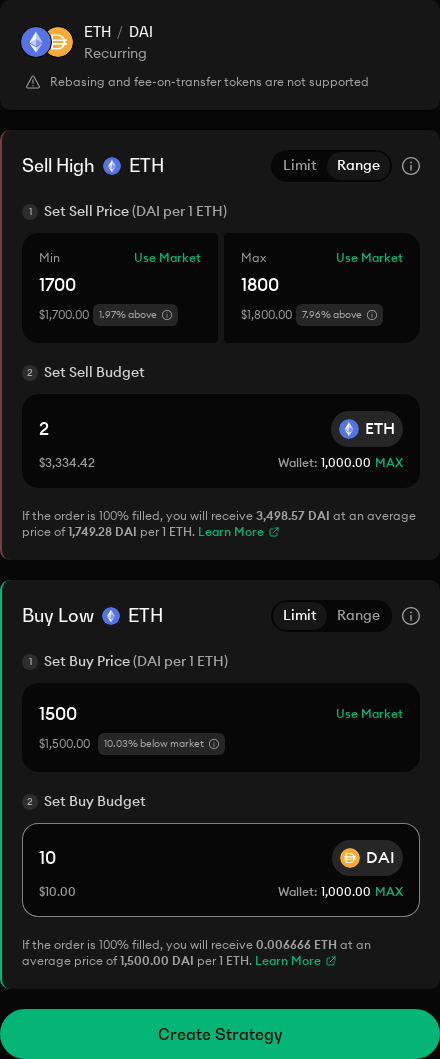 ETH / DAI
Recurring
Rebasing and fee-on-transfer tokens are not supported
Sell High ETH Limit Range
1 Set Sell Price (DAI per 1 ETH)
Min Use Market Max Use Market
1700 1800
$1,700.00 1.97% above $1,800.00 7.96% above
2 Set Sell Budget
2 ETH
$3,334.42 Wallet: 1,000.00 MAX
If the order is 100% filled, you will receive 3,498.57 DAI at an average
price of 1,749.28 DAI per 1 ETH. Learn More
Buy Low ETH Limit Range
1 Set Buy Price (DAI per 1 ETH)
1500 Use Market
$1,500.00 10.03% below market
2 Set Buy Budget
10 DAI
$10.00 Wallet: 1,000.00 MAX
If the order is 100% filled, you will receive 0.006666 ETH at an
average price of 1,500.00 DAI per 1 ETH. Learn More
Create Strategy